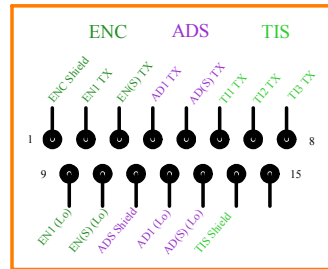 ENC ADS TIS
ENC Shield
EN1 TX
EN(S) TX
AD1 TX
AD(S) TX
TI1 TX
TI2 TX
TI3 TX
1
8
9
15
EN1 (Lo)
EN(S) (Lo)
ADS Shield
AD1 (Lo)
AD(S) (Lo)
TIS Shield